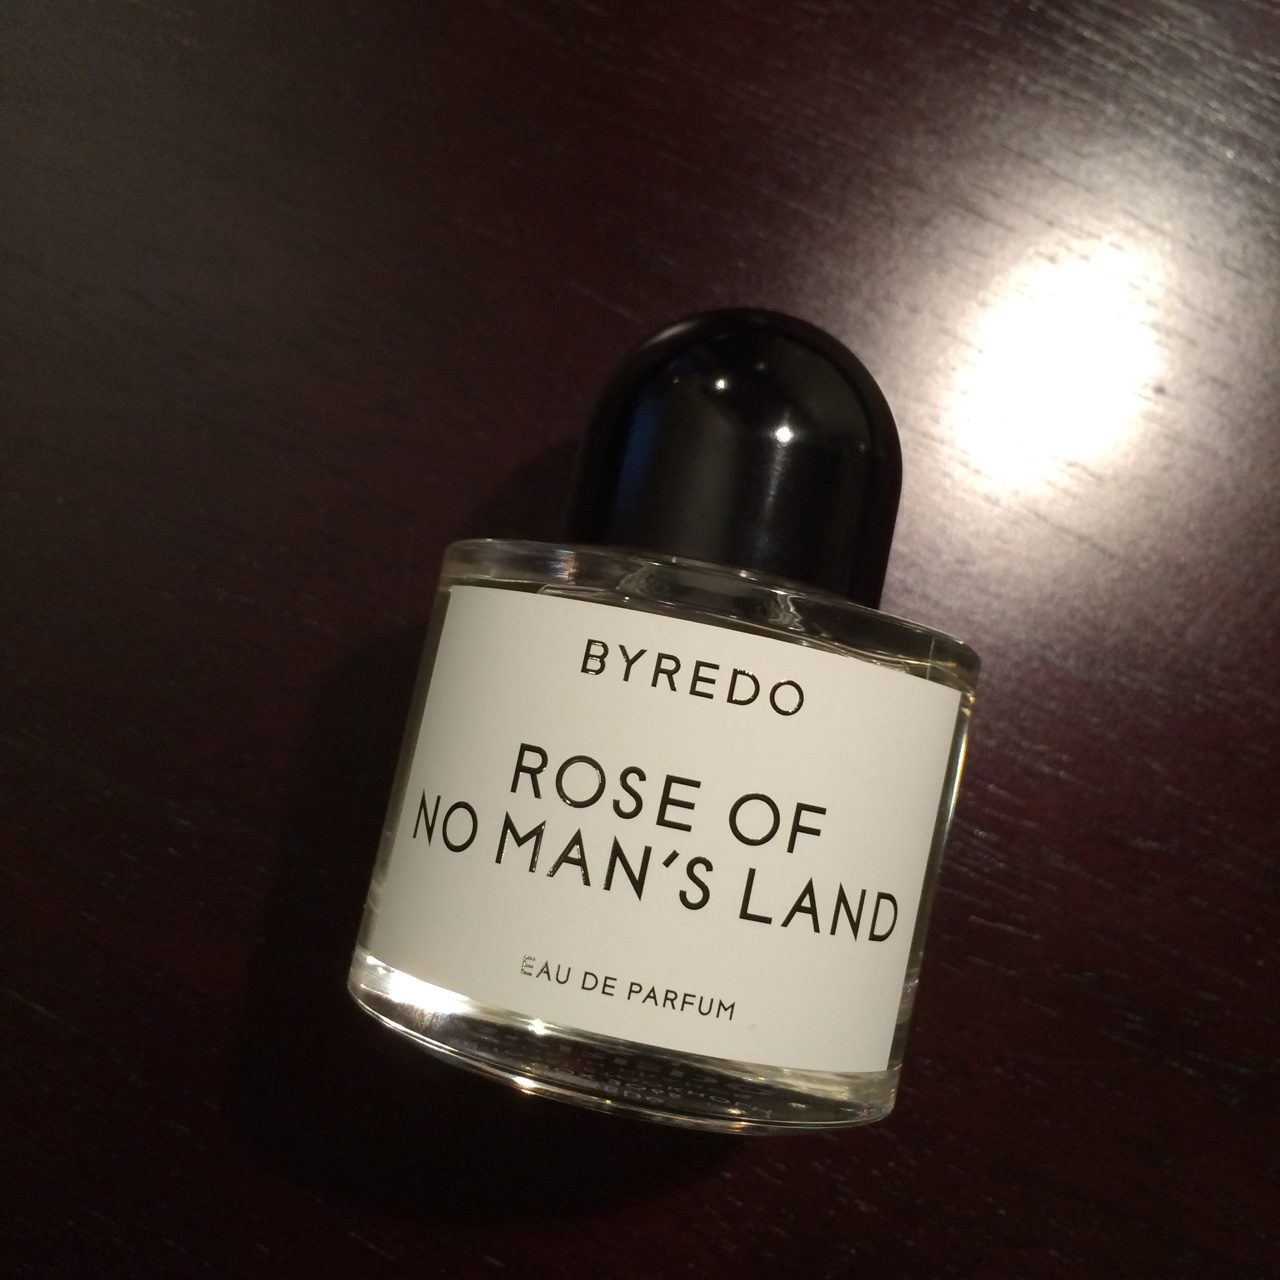 BYREDO
ROSE OF
NO MAN'S LAND
EAU DE PARFUM